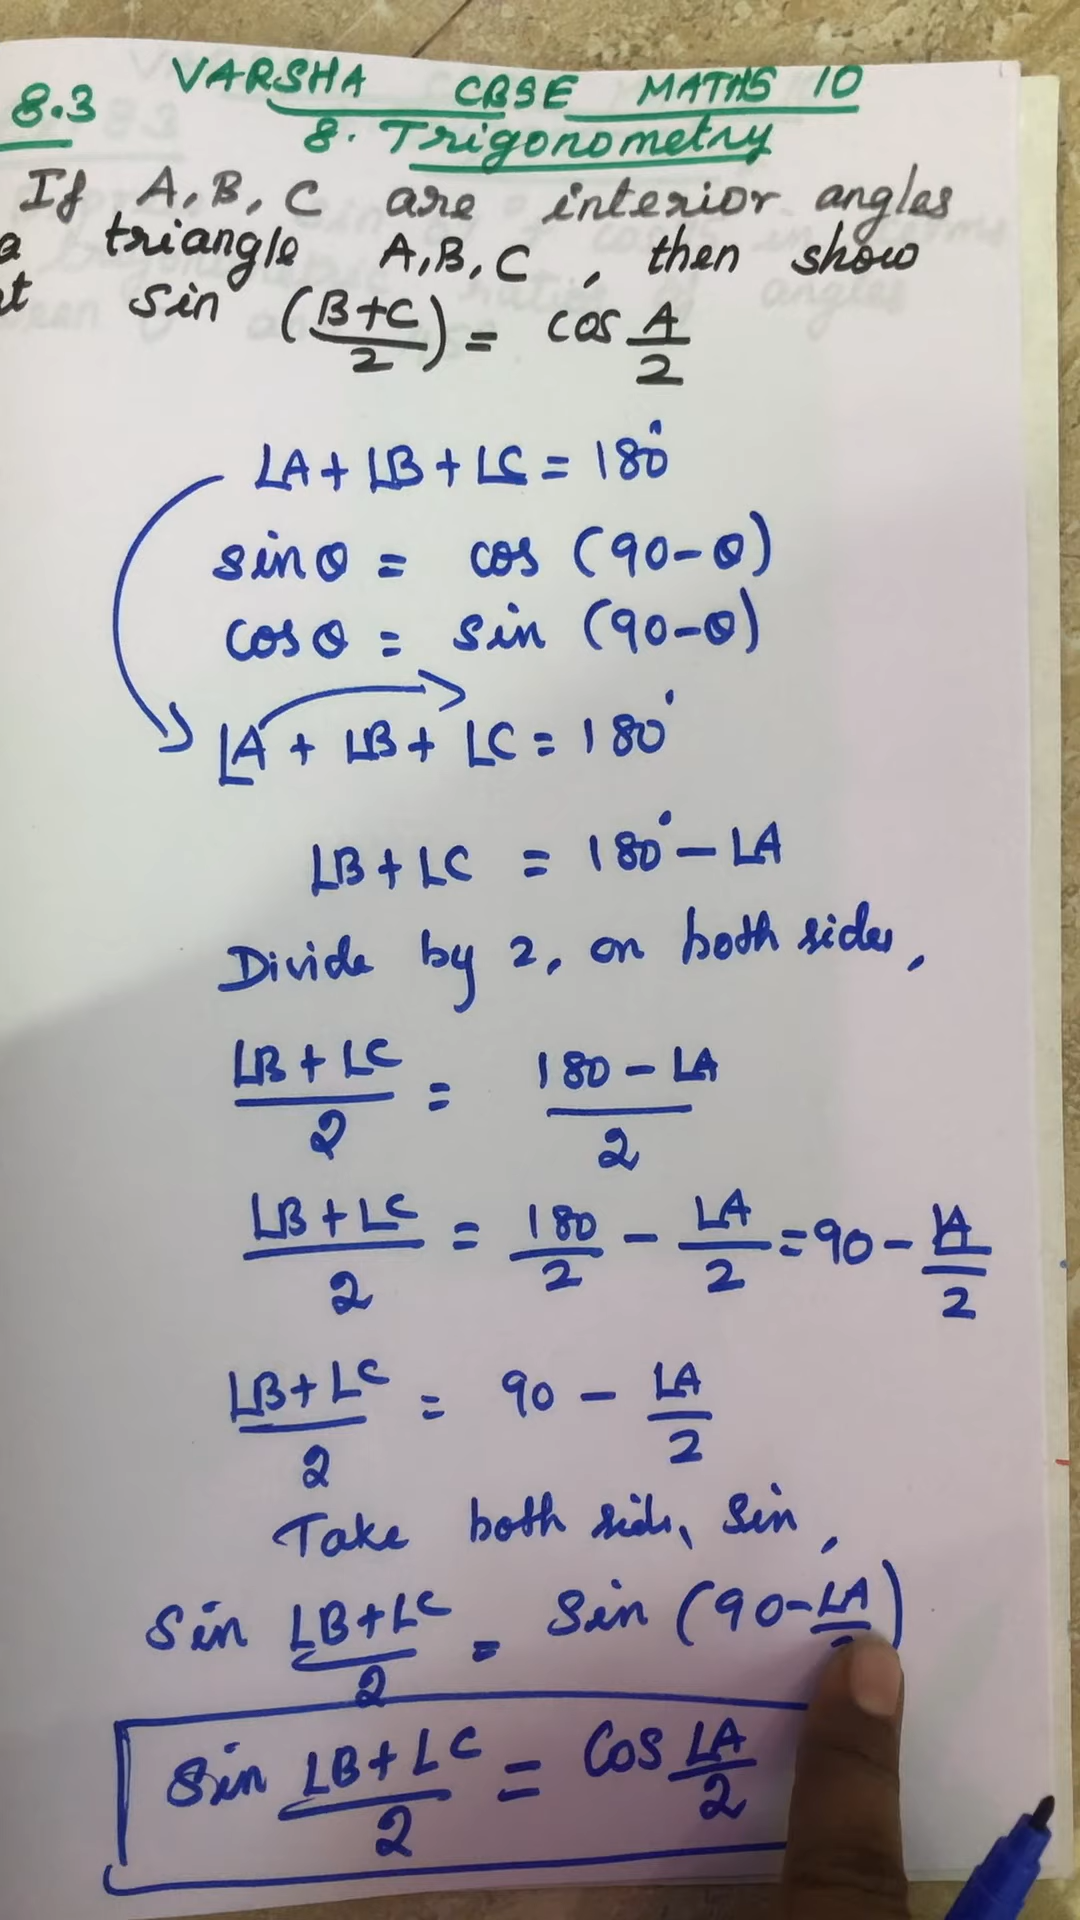 VARSHA CBSE MATHS 10
8.3
8. Trigonometry
If A, B, C are interior angles
a triangle A,B,C, then show
sin (B+C/2) = cos A/2
∠A + ∠B + ∠C = 180°
sin θ = cos (90-θ)
cos θ = sin (90-θ)
∠A + ∠B + ∠C = 180°
∠B + ∠C = 180° - ∠A
Divide by 2, on both sides,
∠B + ∠C/2 = 180 - ∠A/2
∠B + ∠C/2 = 180/2 - ∠A/2 = 90 - ∠A/2
∠B + ∠C/2 = 90 - ∠A/2
Take both side, Sin,
Sin ∠B+∠C/2 = Sin (90-∠A/2)
Sin ∠B+∠C/2 = Cos ∠A/2